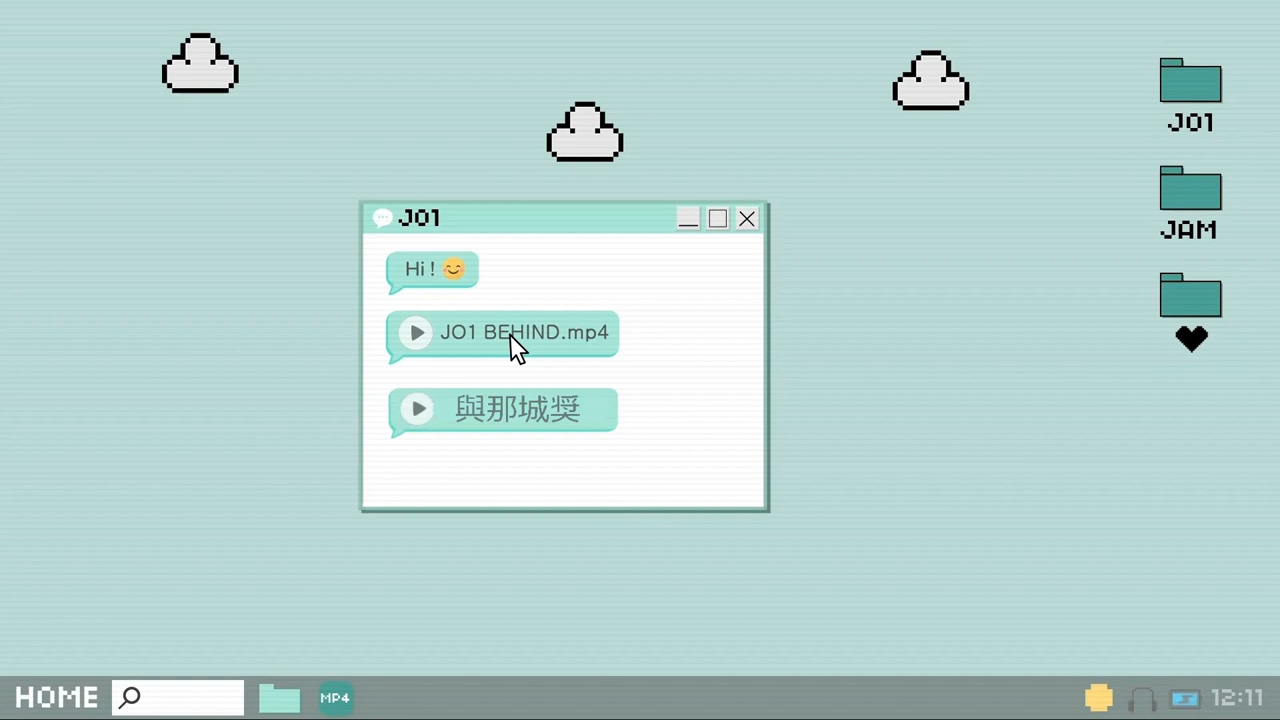 JO1
JAM
JO1
Hi ! 😊
JO1 BEHIND.mp4
與那城奨
HOME
MP4
12:11